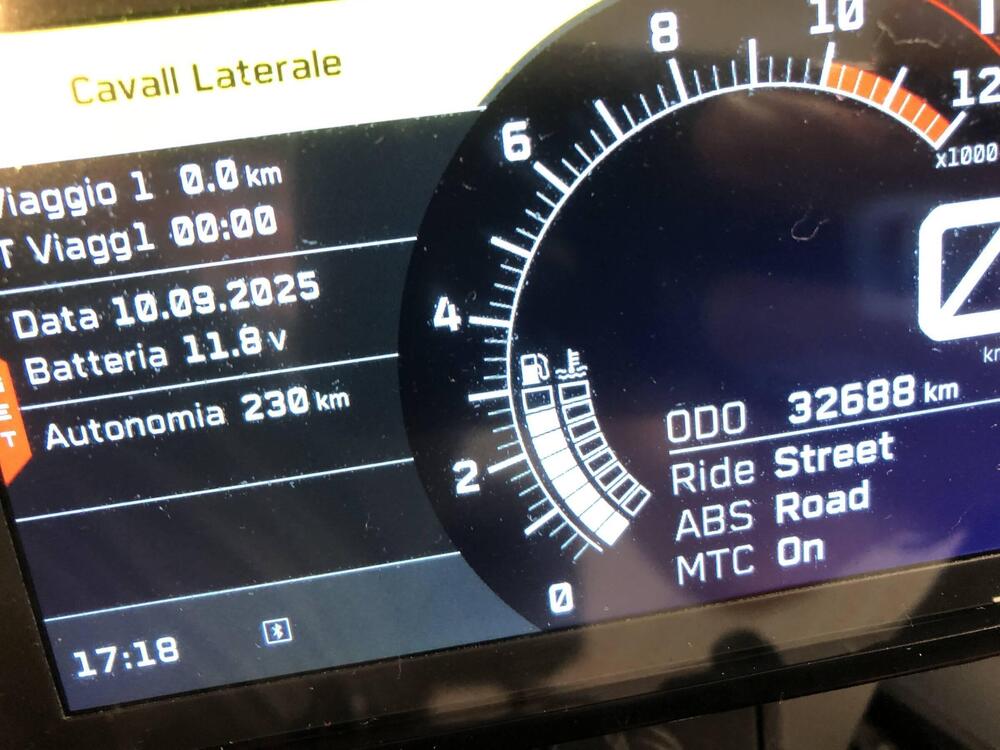 Cavall Laterale
Viaggio 1 0.0 km
T Viagg1 00:00
Data 10.09.2025
Batteria 11.8 v
Autonomia 230 km
17:18
0
2
4
6
8
10
12
x1000
0
ODO 32688 km
Ride Street
ABS Road
MTC On